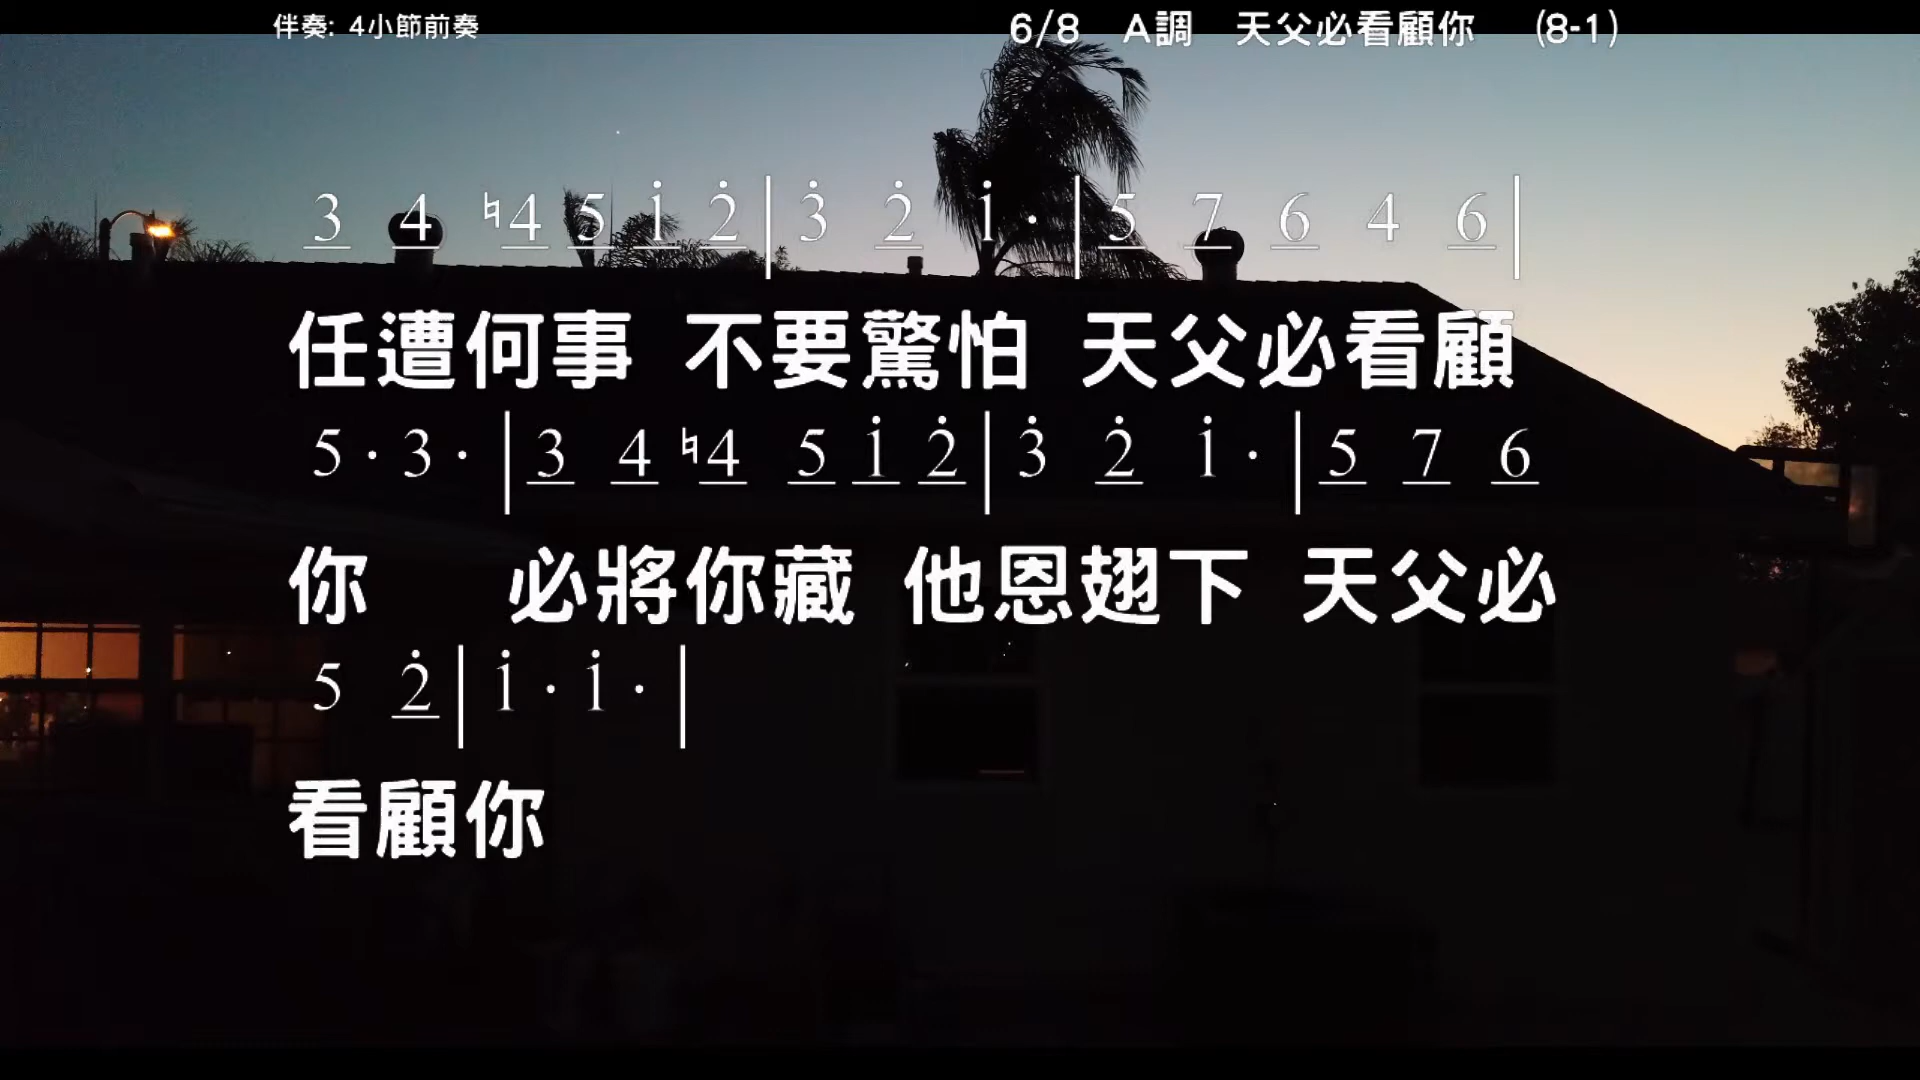 伴奏: 4小節前奏
6/8 A調 天父必看顧你 (8-1)
3 4 ♮4 5 i̇ 2̇ | 3̇ 2̇ i̇ · | 5 7 6 4 6 |
任遭何事 不要驚怕 天父必看顧
5 · 3 · | 3 4 ♮4 5 i̇ 2̇ | 3̇ 2̇ i̇ · | 5 7 6
你 必將你藏 他恩翅下 天父必
5 2̇ | i̇ · i̇ · |
看顧你